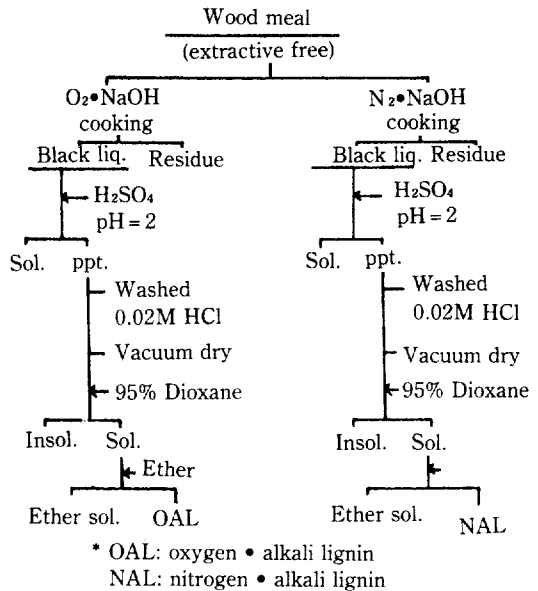 Wood meal
(extractive free)
O₂•NaOH
cooking
N₂•NaOH
cooking
Black liq. Residue
Black liq. Residue
H₂SO₄
pH=2
H₂SO₄
pH=2
Sol. ppt.
Sol. ppt.
Washed
0.02M HCl
Washed
0.02M HCl
Vacuum dry
Vacuum dry
95% Dioxane
95% Dioxane
Insol. Sol.
Insol. Sol.
Ether
Ether sol. OAL
Ether sol. NAL
* OAL: oxygen • alkali lignin
NAL: nitrogen • alkali lignin